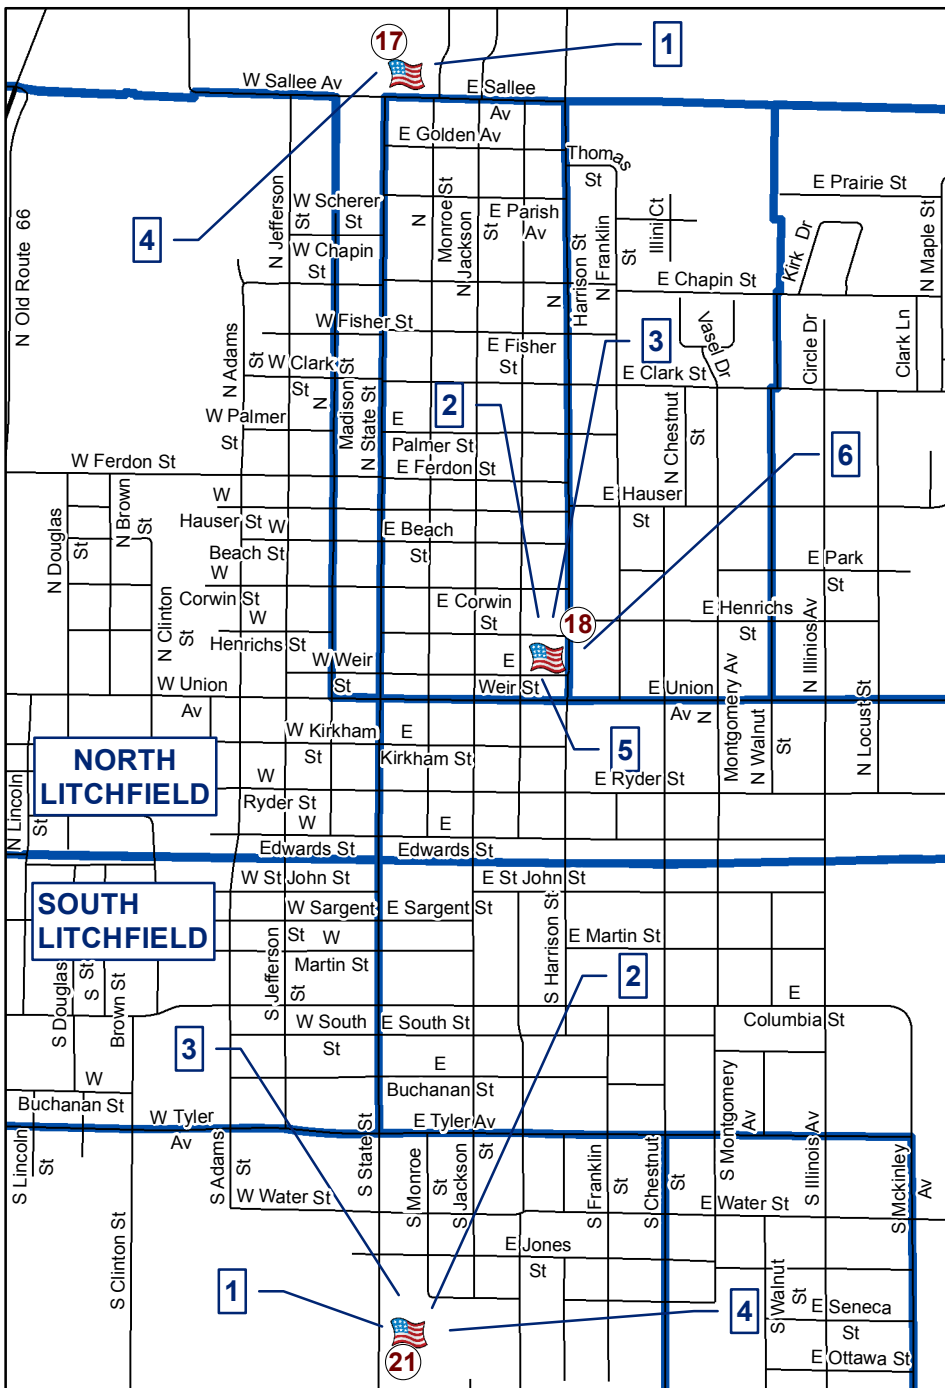 17
1
W Sallee Av
E Sallee
Av
E Golden Av
Thomas
St
E Prairie St
W Scherer
St
N Jefferson
St
N
Monroe St
N Jackson
St
E Parish
Av
N
Harrison St
N Franklin
St
Illini Ct
Kirk Dr
N Maple St
4
W Chapin
St
E Chapin St
N Old Route 66
W Fisher St
E Fisher
St
3
Vasel Dr
Circle Dr
Clark Ln
N Adams
St
W Clark
St
N
Madison St
N State St
E Clark St
2
W Palmer
St
E
Palmer St
N Chestnut
St
6
W Ferdon St
E Ferdon St
E Hauser
St
W
Hauser St
N Douglas
St
N Brown
St
W
Beach St
E Beach
St
E Park
St
W
Corwin St
E Corwin
St
N Clinton
St
W
Henrichs St
E Henrichs
St
18
W Weir
St
E
Weir St
N Illinios Av
W Union
Av
E Union
Av
N
Montgomery Av
N Walnut
St
N Locust St
5
W Kirkham
St
E
Kirkham St
NORTH
LITCHFIELD
W
Ryder St
E Ryder St
N Lincoln
St
W
Edwards St
E
Edwards St
W St John St
E St John St
SOUTH
LITCHFIELD
W Sargent
St
E Sargent St
W
Martin St
E Martin St
S Jefferson
St
S Harrison St
2
S Douglas
St
S
Brown St
W South
St
E South St
E
Columbia St
3
E
Buchanan St
W
Buchanan St
W Tyler
Av
E Tyler Av
S Montgomery
Av
S Illinois Av
S Lincoln
St
S Adams
St
S State St
S Monroe
St
S Jackson
St
S Franklin
St
S Chestnut
St
S Mckinley
Av
W Water St
E Water St
S Clinton St
E Jones
St
1
4
S Walnut
St
E Seneca
St
21
E Ottawa St